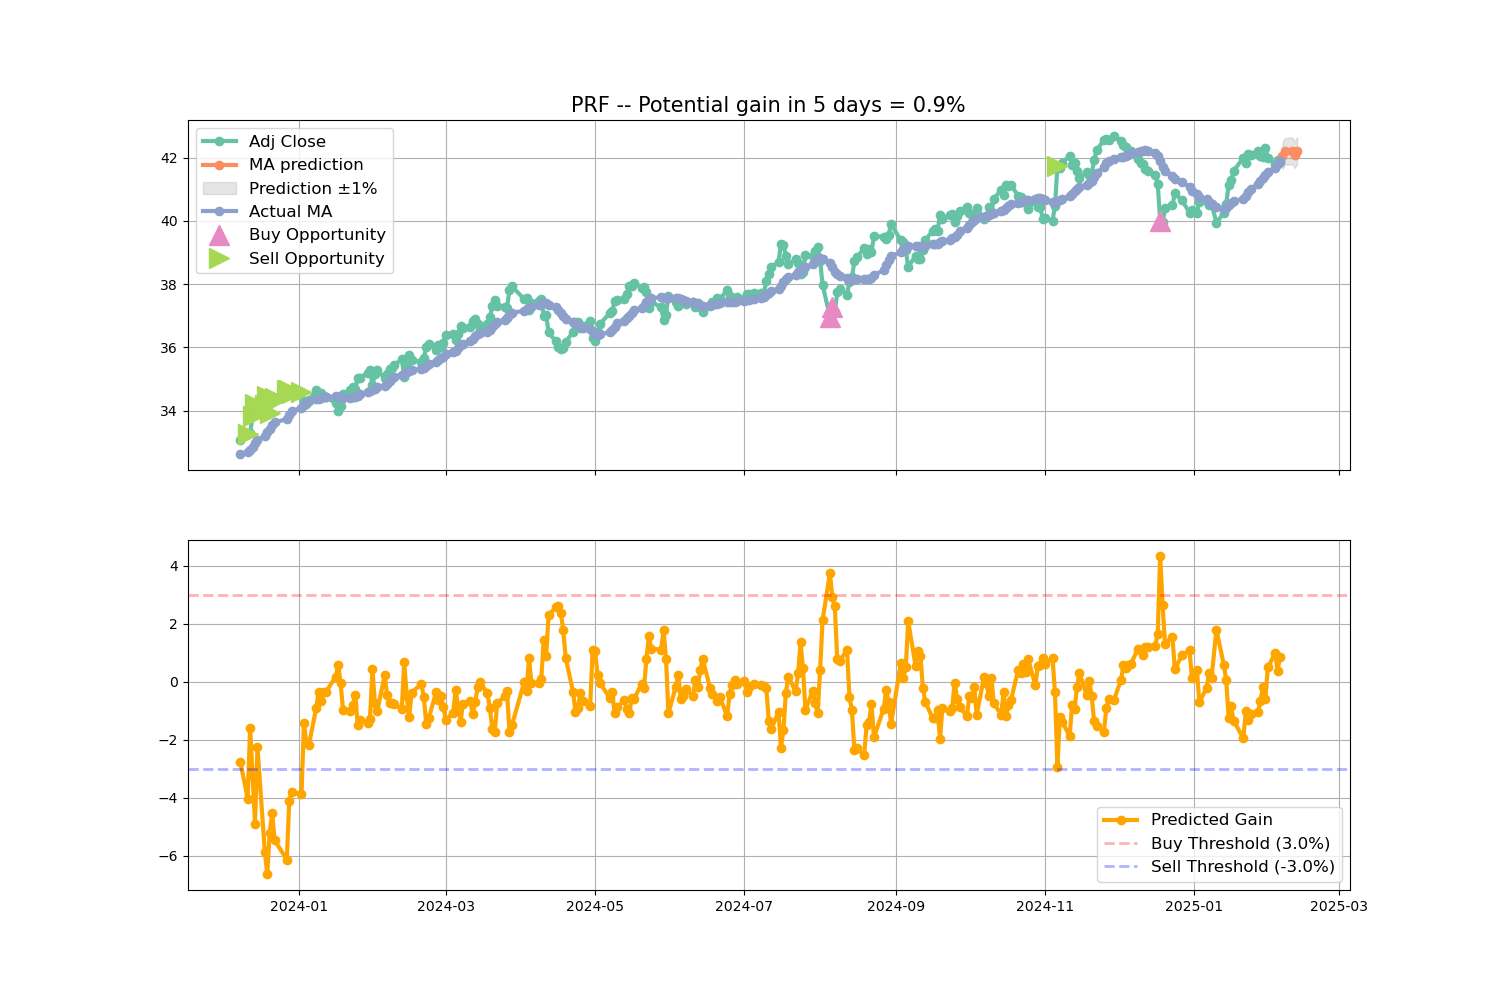 PRF -- Potential gain in 5 days = 0.9%
Adj Close
MA prediction
Prediction ±1%
Actual MA
Buy Opportunity
Sell Opportunity
42
40
38
36
34
4
2
0
−2
−4
−6
Predicted Gain
Buy Threshold (3.0%)
Sell Threshold (-3.0%)
2024-01 2024-03 2024-05 2024-07 2024-09 2024-11 2025-01 2025-03